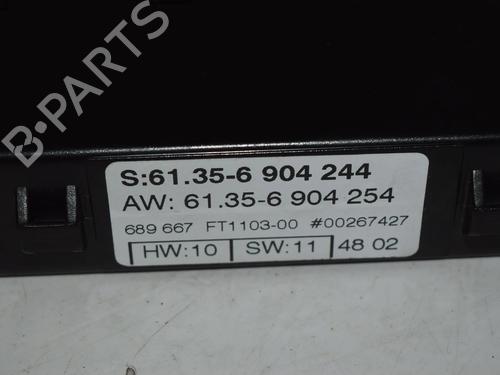 B-PARTS
S:61.35-6 904 244
AW: 61.35-6 904 254
689 667 FT1103-00 #00267427
HW:10 SW:11 48 02